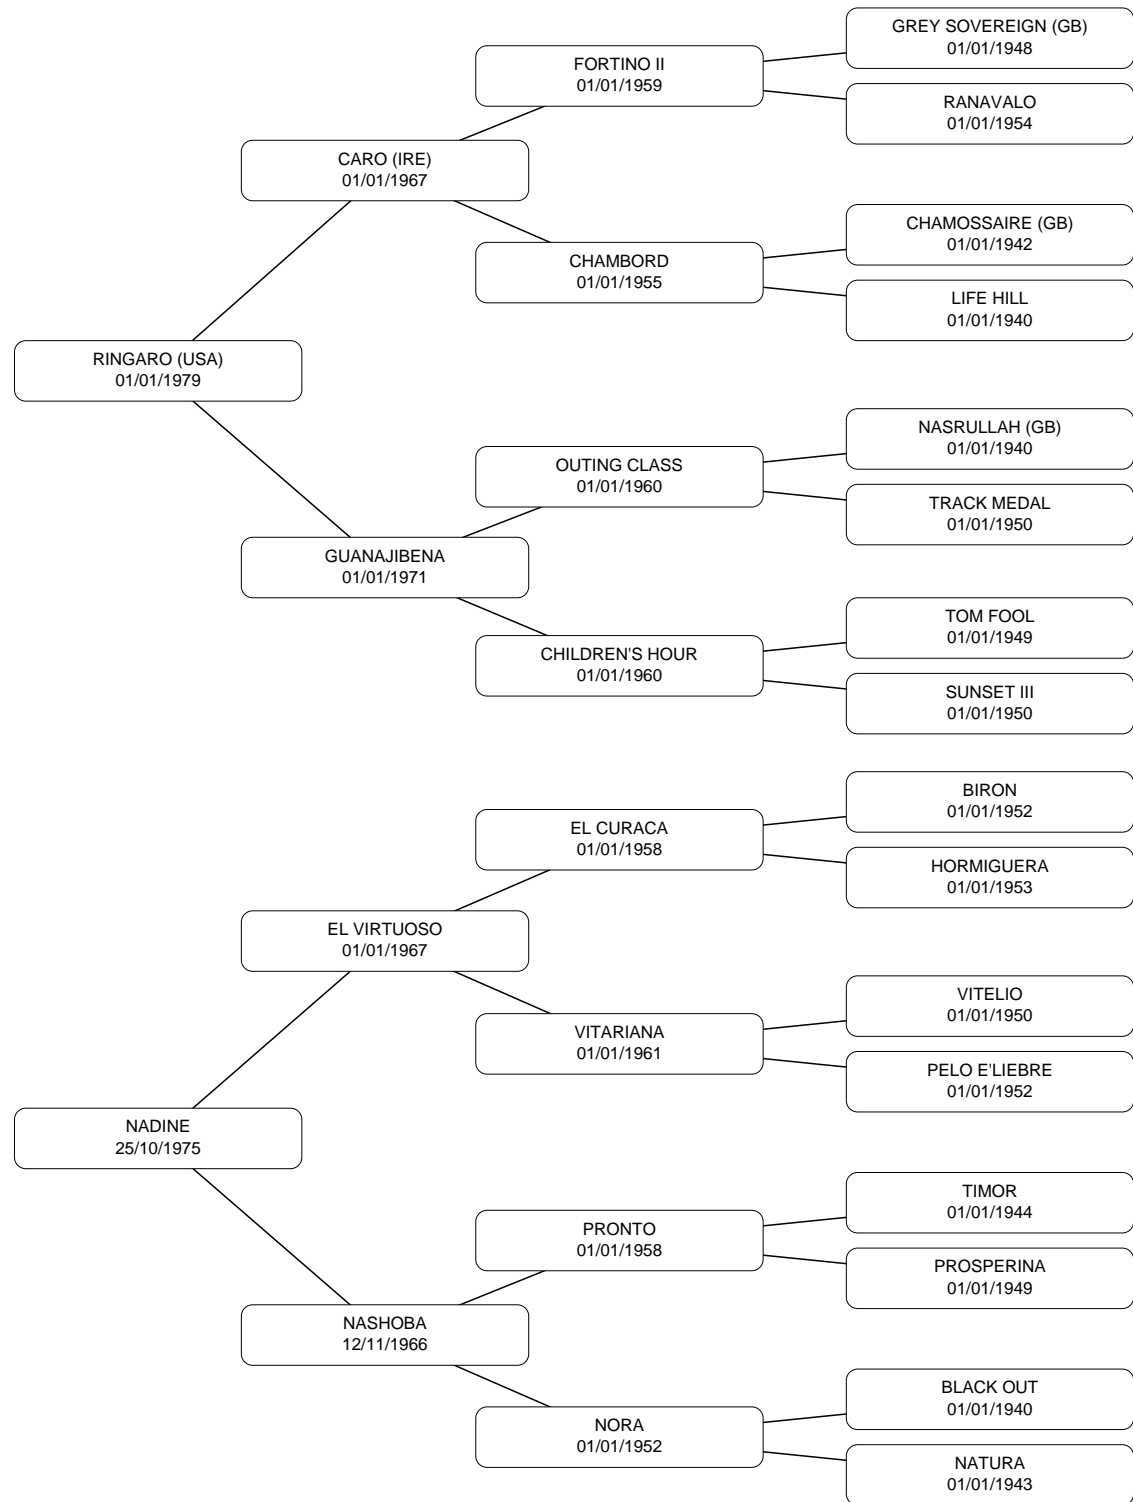 GREY SOVEREIGN (GB)
01/01/1948
FORTINO II
01/01/1959
RANAVALO
01/01/1954
CARO (IRE)
01/01/1967
CHAMOSSAIRE (GB)
01/01/1942
CHAMBORD
01/01/1955
LIFE HILL
01/01/1940
RINGARO (USA)
01/01/1979
NASRULLAH (GB)
01/01/1940
OUTING CLASS
01/01/1960
TRACK MEDAL
01/01/1950
GUANAJIBENA
01/01/1971
TOM FOOL
01/01/1949
CHILDREN'S HOUR
01/01/1960
SUNSET III
01/01/1950
BIRON
01/01/1952
EL CURACA
01/01/1958
HORMIGUERA
01/01/1953
EL VIRTUOSO
01/01/1967
VITELIO
01/01/1950
VITARIANA
01/01/1961
PELO E'LIEBRE
01/01/1952
NADINE
25/10/1975
TIMOR
01/01/1944
PRONTO
01/01/1958
PROSPERINA
01/01/1949
NASHOBA
12/11/1966
BLACK OUT
01/01/1940
NORA
01/01/1952
NATURA
01/01/1943